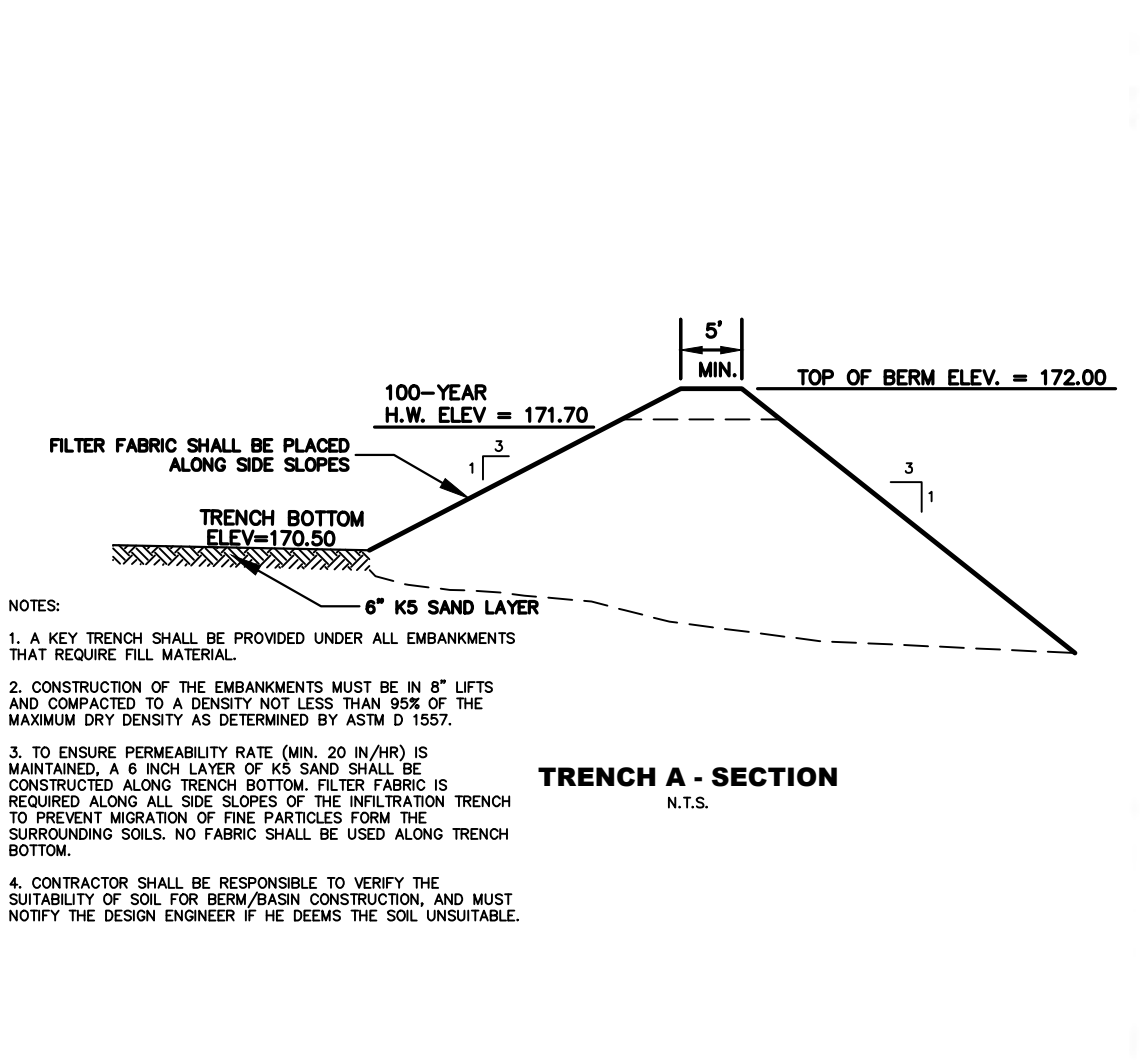 5'
MIN.
TOP OF BERM ELEV. = 172.00
100-YEAR
H.W. ELEV = 171.70
FILTER FABRIC SHALL BE PLACED
ALONG SIDE SLOPES
3
1
3
1
TRENCH BOTTOM
ELEV=170.50
6" K5 SAND LAYER
NOTES:
1. A KEY TRENCH SHALL BE PROVIDED UNDER ALL EMBANKMENTS
THAT REQUIRE FILL MATERIAL.
2. CONSTRUCTION OF THE EMBANKMENTS MUST BE IN 8" LIFTS
AND COMPACTED TO A DENSITY NOT LESS THAN 95% OF THE
MAXIMUM DRY DENSITY AS DETERMINED BY ASTM D 1557.
3. TO ENSURE PERMEABILITY RATE (MIN. 20 IN/HR) IS
MAINTAINED, A 6 INCH LAYER OF K5 SAND SHALL BE
CONSTRUCTED ALONG TRENCH BOTTOM. FILTER FABRIC IS
REQUIRED ALONG ALL SIDE SLOPES OF THE INFILTRATION TRENCH
TO PREVENT MIGRATION OF FINE PARTICLES FORM THE
SURROUNDING SOILS. NO FABRIC SHALL BE USED ALONG TRENCH
BOTTOM.
4. CONTRACTOR SHALL BE RESPONSIBLE TO VERIFY THE
SUITABILITY OF SOIL FOR BERM/BASIN CONSTRUCTION, AND MUST
NOTIFY THE DESIGN ENGINEER IF HE DEEMS THE SOIL UNSUITABLE.
TRENCH A - SECTION
N.T.S.